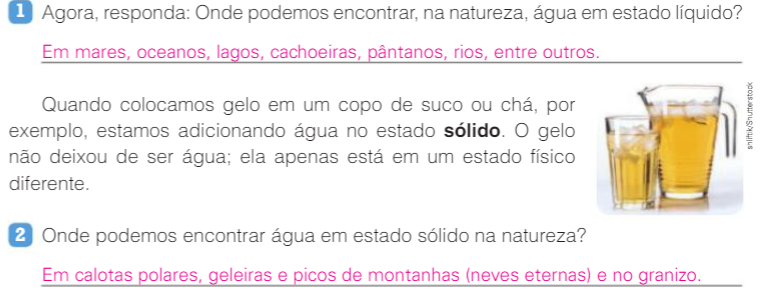 1 Agora, responda: Onde podemos encontrar, na natureza, água em estado líquido?
Em mares, oceanos, lagos, cachoeiras, pântanos, rios, entre outros.
Quando colocamos gelo em um copo de suco ou chá, por
exemplo, estamos adicionando água no estado sólido. O gelo
não deixou de ser água; ela apenas está em um estado físico
diferente.
sniftik/Shutterstock
2 Onde podemos encontrar água em estado sólido na natureza?
Em calotas polares, geleiras e picos de montanhas (neves eternas) e no granizo.